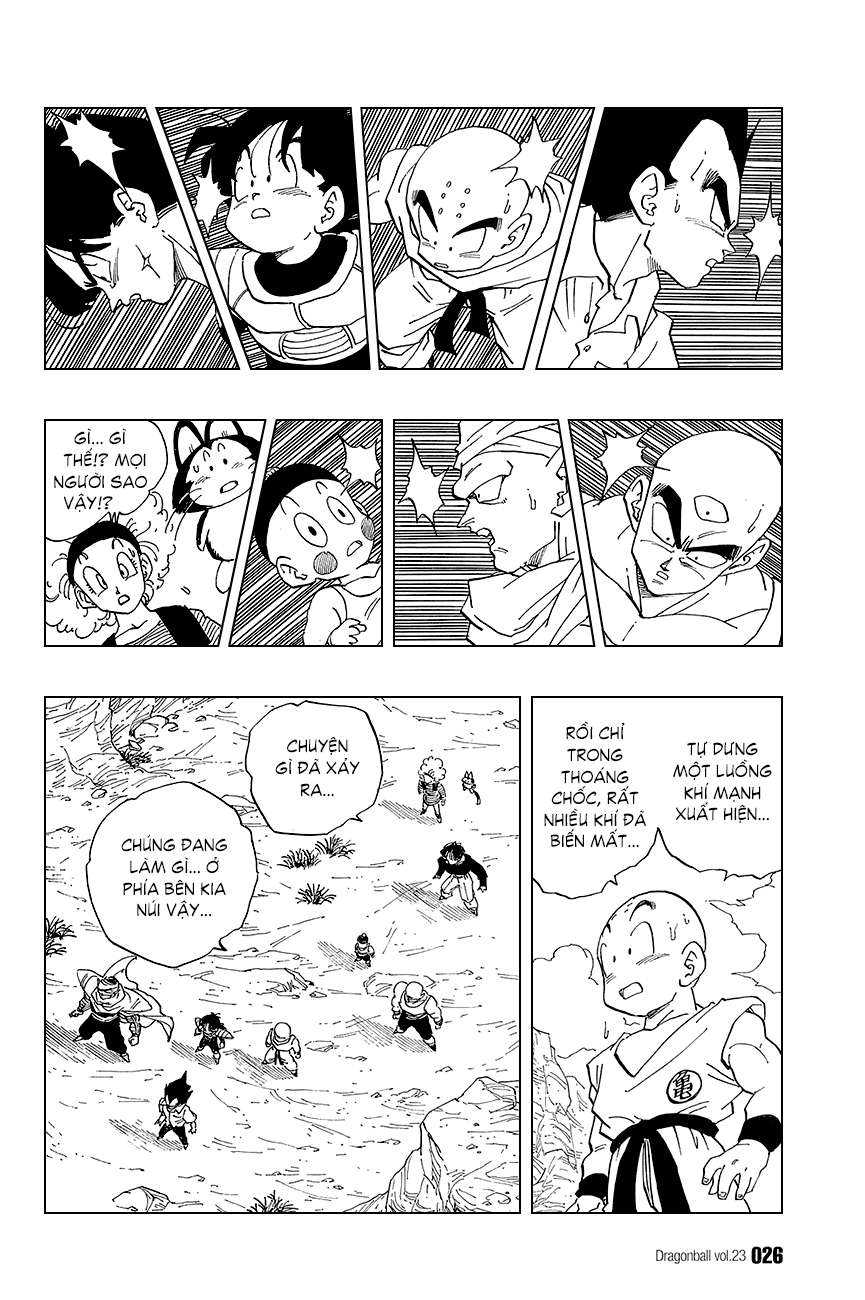 GÌ... GÌ
THẾ!? MỌI
NGƯỜI SAO
VẬY!?
TỰ DƯNG
MỘT LUỒNG
KHÍ MẠNH
XUẤT HIỆN...
RỒI CHỈ
TRONG
THOÁNG
CHỐC, RẤT
NHIỀU KHÍ ĐÃ
BIẾN MẤT...
亀
CHUYỆN
GÌ ĐÃ XẢY
RA...
CHÚNG ĐANG
LÀM GÌ... Ở
PHÍA BÊN KIA
NÚI VẬY...
Dragonball vol.23 026